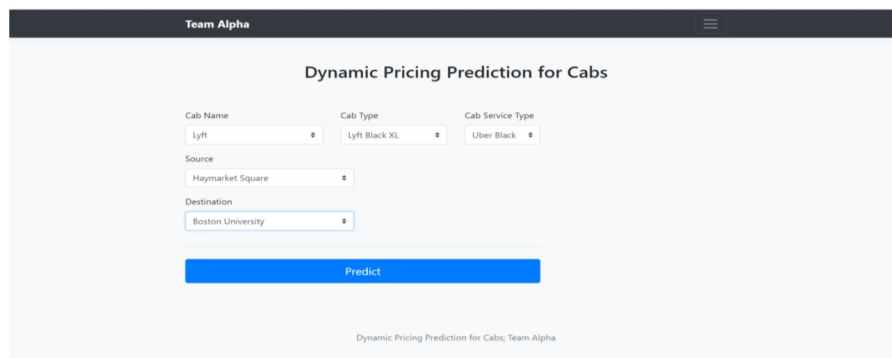 Team Alpha
Dynamic Pricing Prediction for Cabs
Cab Name Cab Type Cab Service Type
Lyft Lyft Black XL Uber Black
Source
Haymarket Square
Destination
Boston University
Predict
Dynamic Pricing Prediction for Cabs; Team Alpha